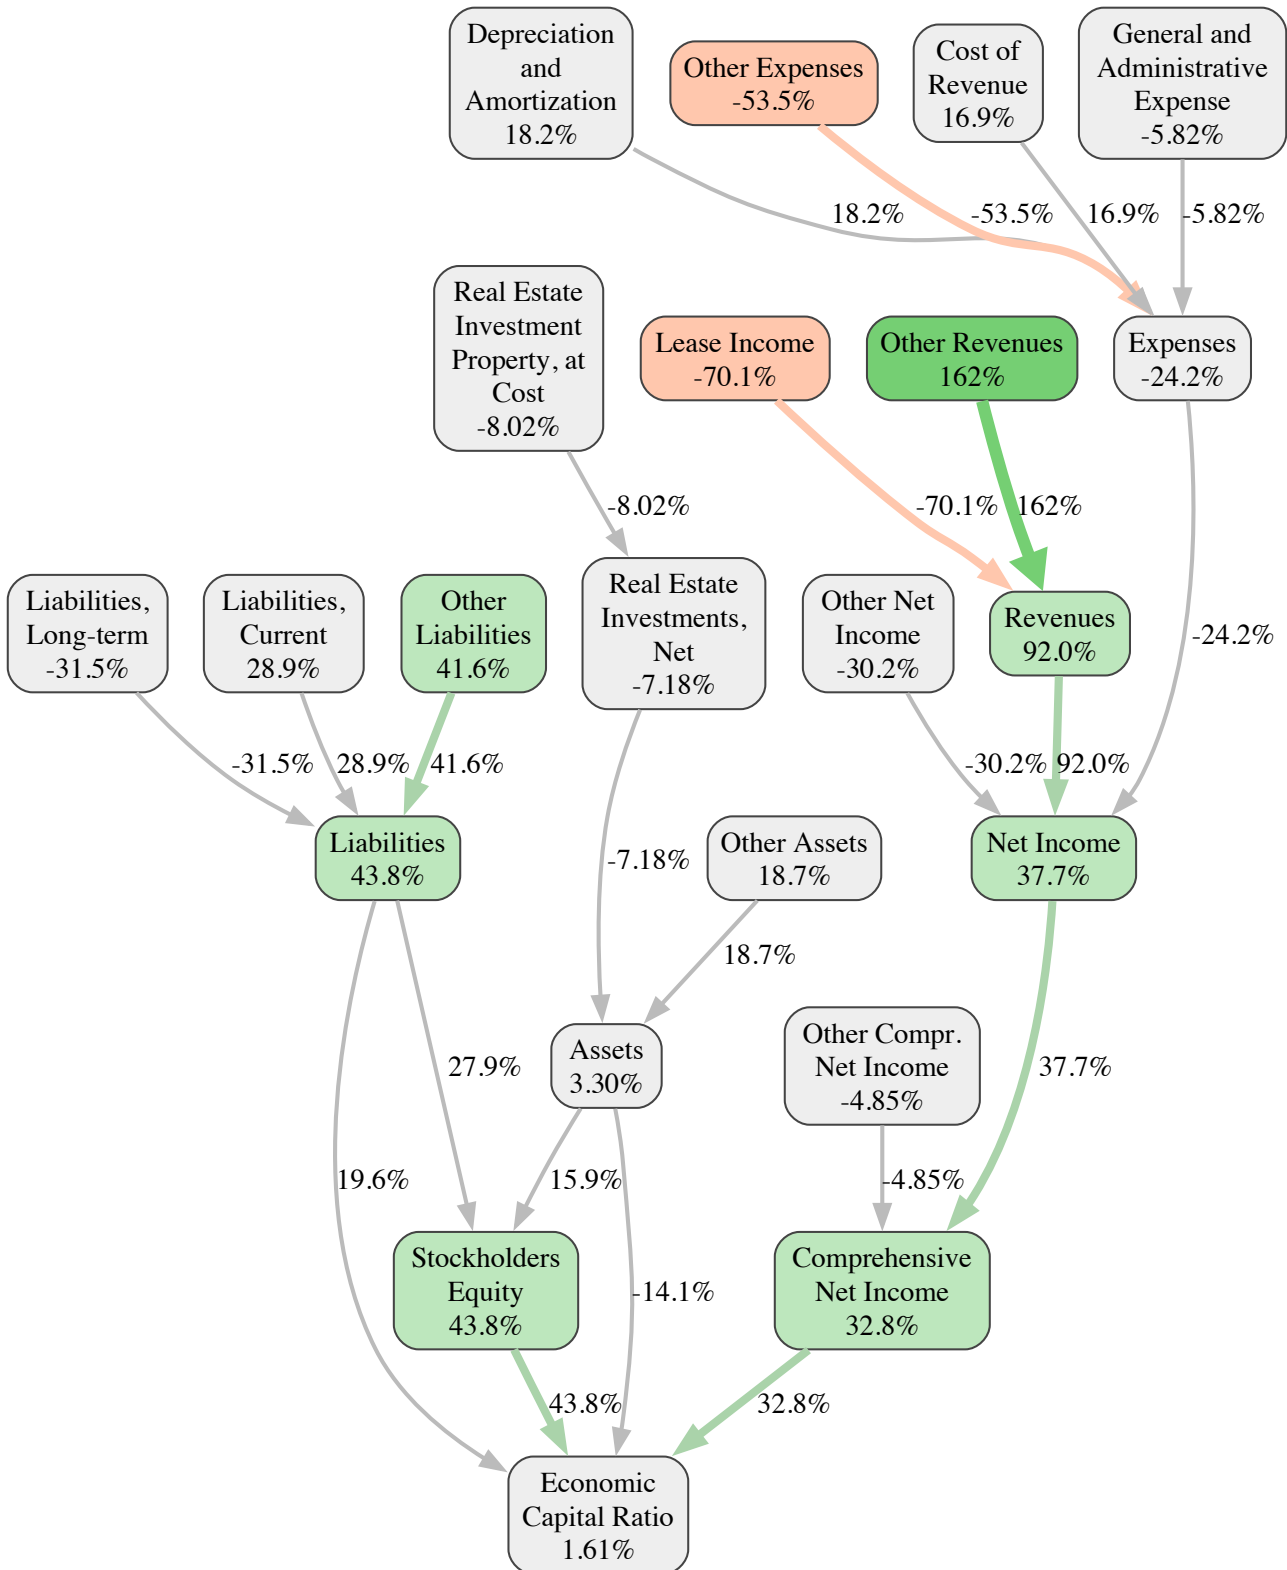 Depreciation
and
Amortization
18.2%
Other Expenses
-53.5%
Cost of
Revenue
16.9%
General and
Administrative
Expense
-5.82%
18.2%
-53.5%
16.9%
-5.82%
Real Estate
Investment
Property, at
Cost
-8.02%
Lease Income
-70.1%
Other Revenues
162%
Expenses
-24.2%
-8.02%
-70.1%
162%
Liabilities,
Long-term
-31.5%
Liabilities,
Current
28.9%
Other
Liabilities
41.6%
Real Estate
Investments,
Net
-7.18%
Other Net
Income
-30.2%
Revenues
92.0%
-24.2%
-31.5%
28.9%
41.6%
-30.2%
92.0%
Liabilities
43.8%
-7.18%
Other Assets
18.7%
Net Income
37.7%
18.7%
27.9%
Assets
3.30%
Other Compr.
Net Income
-4.85%
37.7%
19.6%
15.9%
-4.85%
Stockholders
Equity
43.8%
-14.1%
Comprehensive
Net Income
32.8%
43.8%
32.8%
Economic
Capital Ratio
1.61%